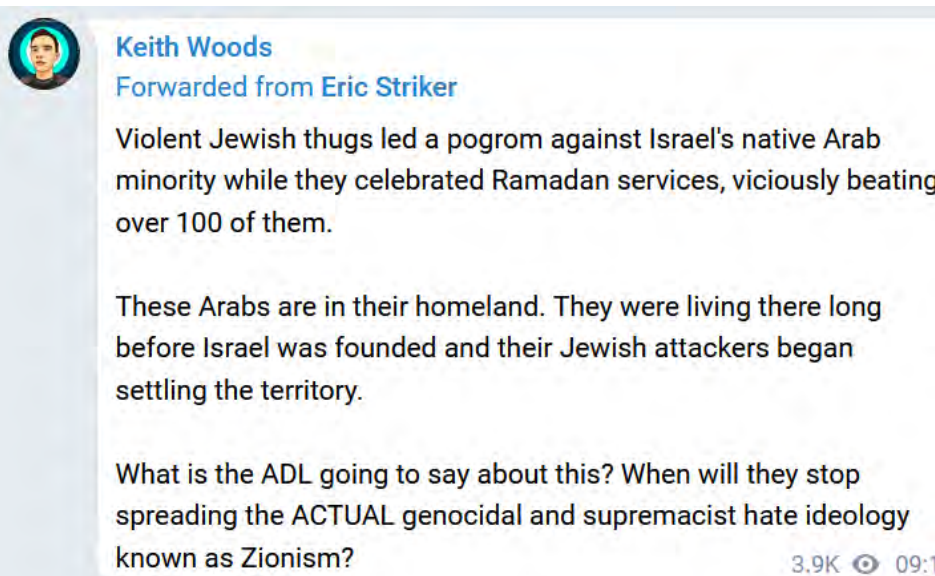 Keith Woods
Forwarded from Eric Striker
Violent Jewish thugs led a pogrom against Israel's native Arab
minority while they celebrated Ramadan services, viciously beating
over 100 of them.
These Arabs are in their homeland. They were living there long
before Israel was founded and their Jewish attackers began
settling the territory.
What is the ADL going to say about this? When will they stop
spreading the ACTUAL genocidal and supremacist hate ideology
known as Zionism?
3.9K